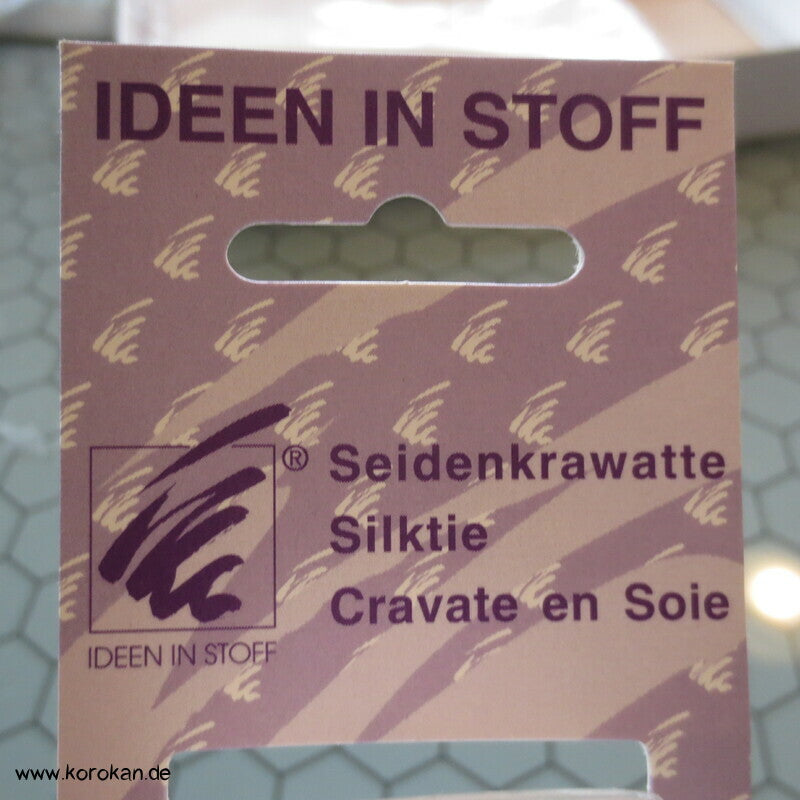 IDEEN IN STOFF
®
Seidenkrawatte
Silktie
Cravate en Soie
IDEEN IN STOFF
www.korokan.de